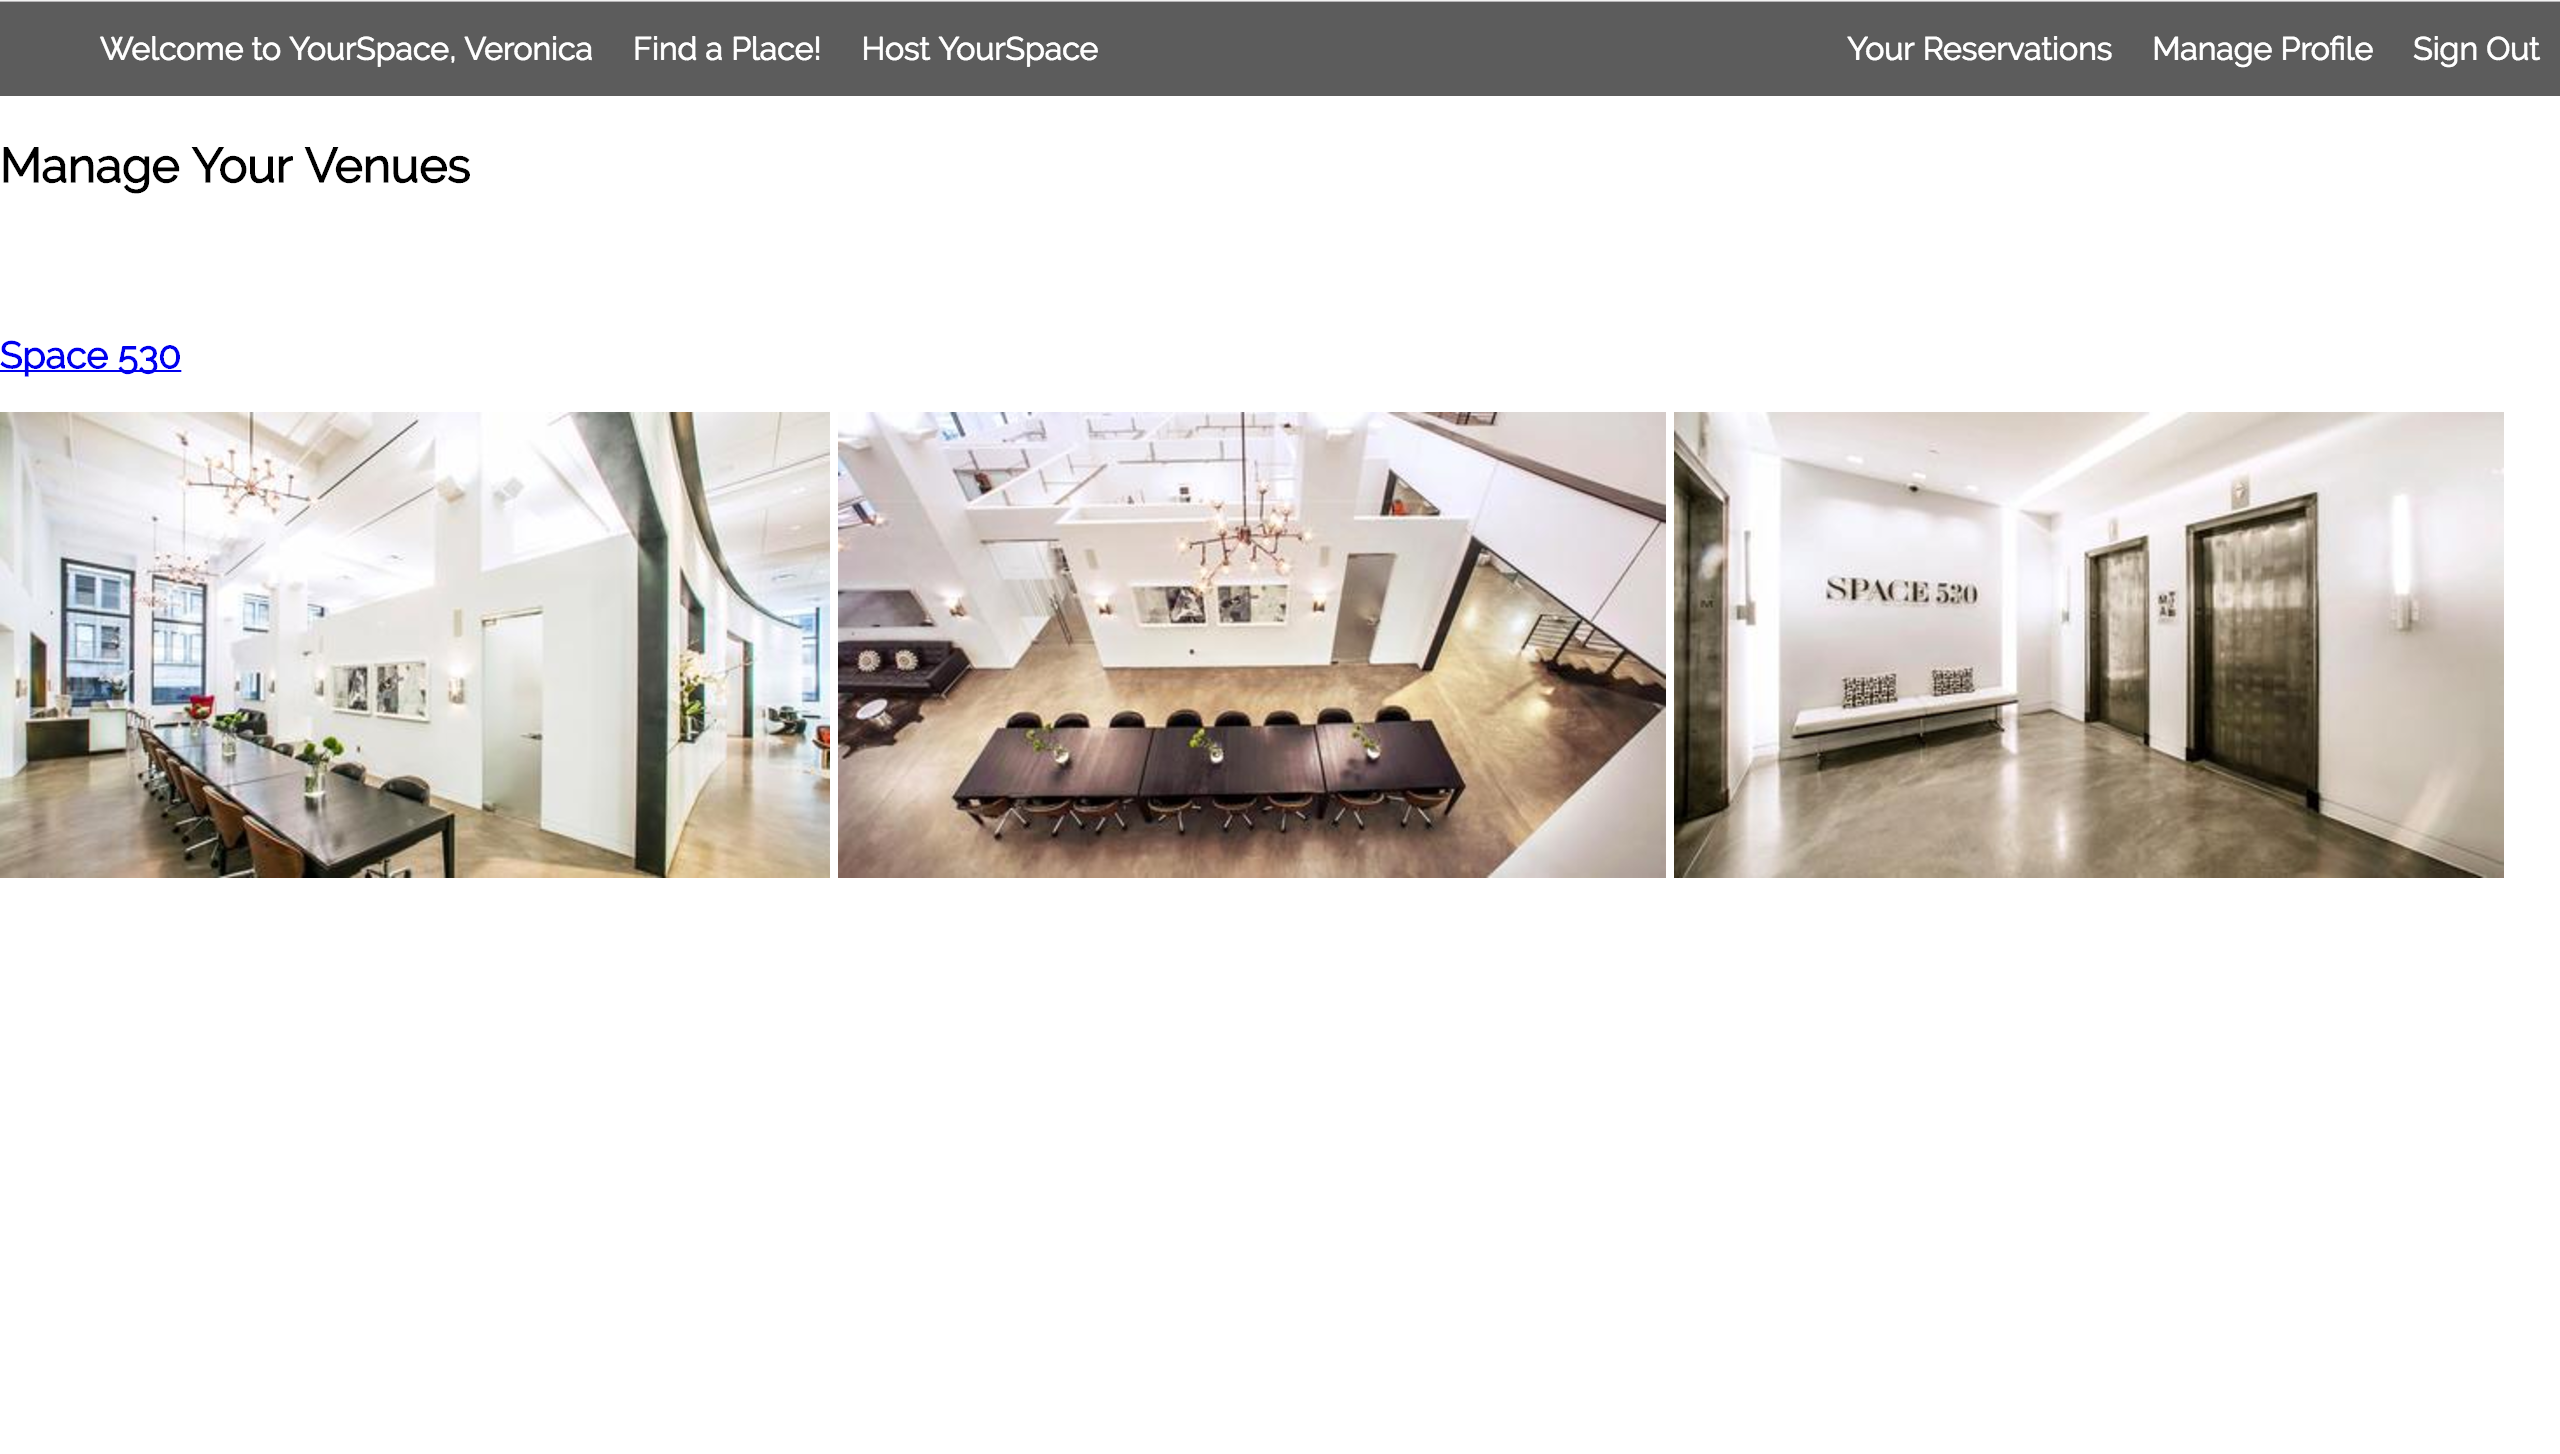 Welcome to YourSpace, Veronica Find a Place! Host YourSpace Your Reservations Manage Profile Sign Out
Manage Your Venues
Space 530
SPACE 530